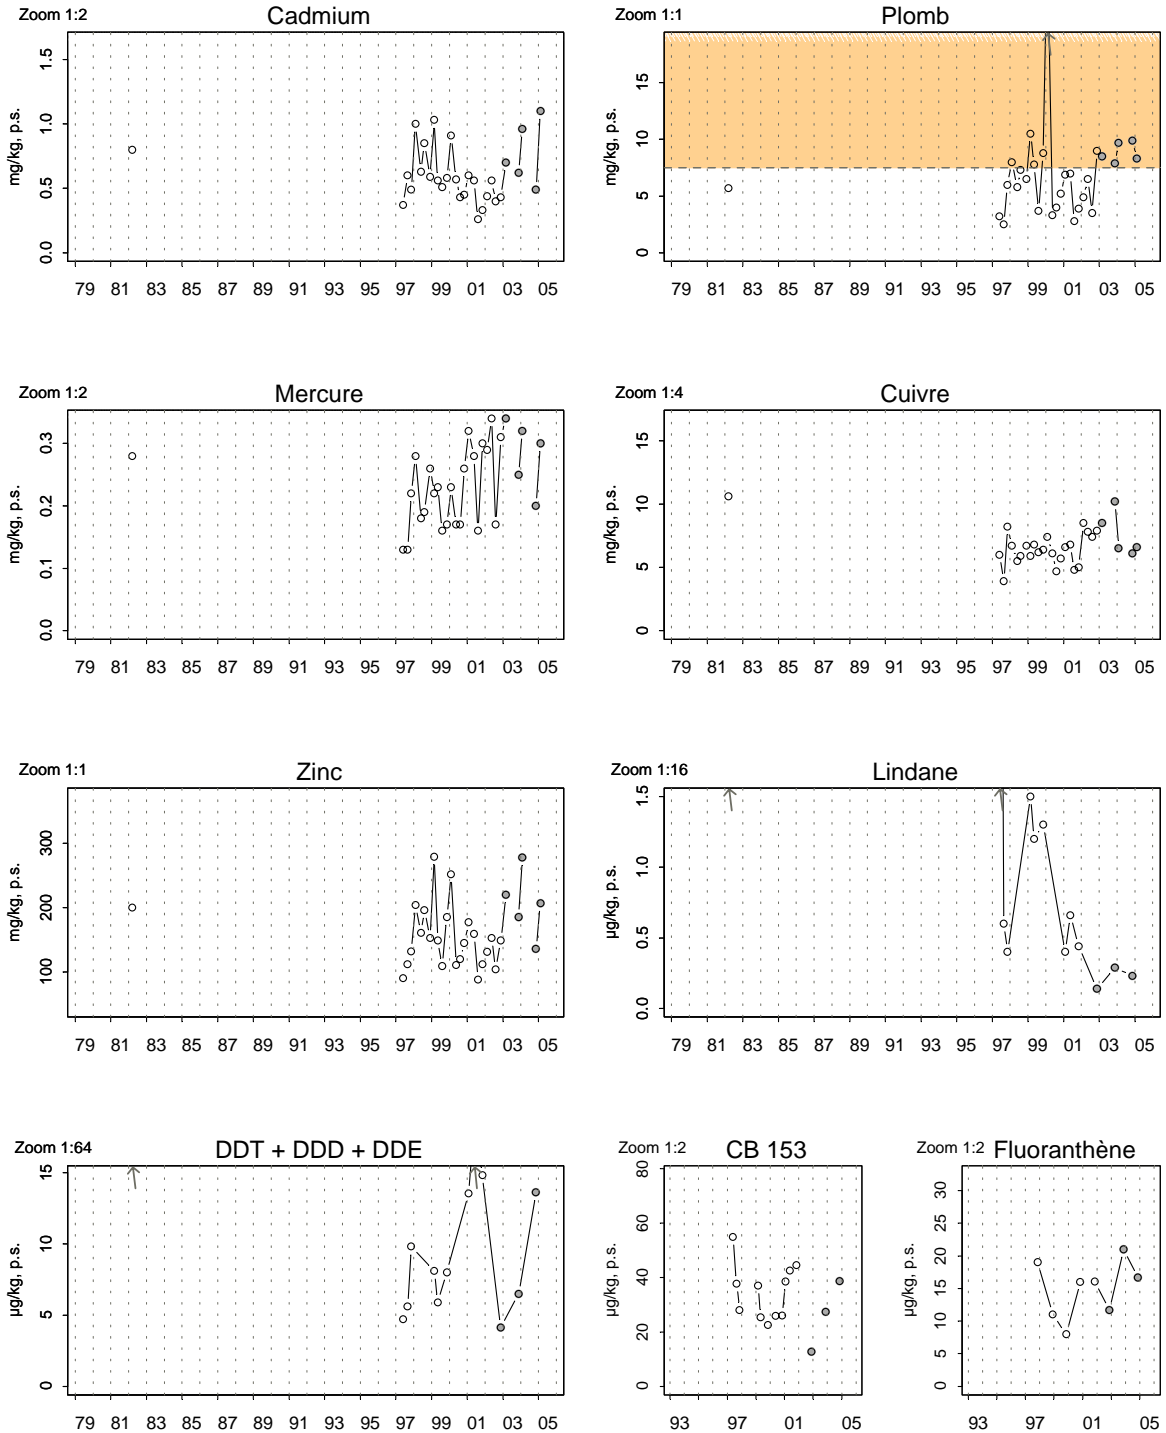 Zoom 1:2 Cadmium
mg/kg, p.s.
1.5
1.0
0.5
0.0
79 81 83 85 87 89 91 93 95 97 99 01 03 05
Zoom 1:1 Plomb
mg/kg, p.s.
15
10
5
0
79 81 83 85 87 89 91 93 95 97 99 01 03 05
Zoom 1:2 Mercure
mg/kg, p.s.
0.3
0.2
0.1
0.0
79 81 83 85 87 89 91 93 95 97 99 01 03 05
Zoom 1:4 Cuivre
mg/kg, p.s.
15
10
5
0
79 81 83 85 87 89 91 93 95 97 99 01 03 05
Zoom 1:1 Zinc
mg/kg, p.s.
300
200
100
79 81 83 85 87 89 91 93 95 97 99 01 03 05
Zoom 1:16 Lindane
µg/kg, p.s.
1.5
1.0
0.5
0.0
79 81 83 85 87 89 91 93 95 97 99 01 03 05
Zoom 1:64 DDT + DDD + DDE
µg/kg, p.s.
15
10
5
0
79 81 83 85 87 89 91 93 95 97 99 01 03 05
Zoom 1:2 CB 153
µg/kg, p.s.
80
60
40
20
0
93 97 01 05
Zoom 1:2 Fluoranthène
µg/kg, p.s.
30
25
20
15
10
5
0
93 97 01 05